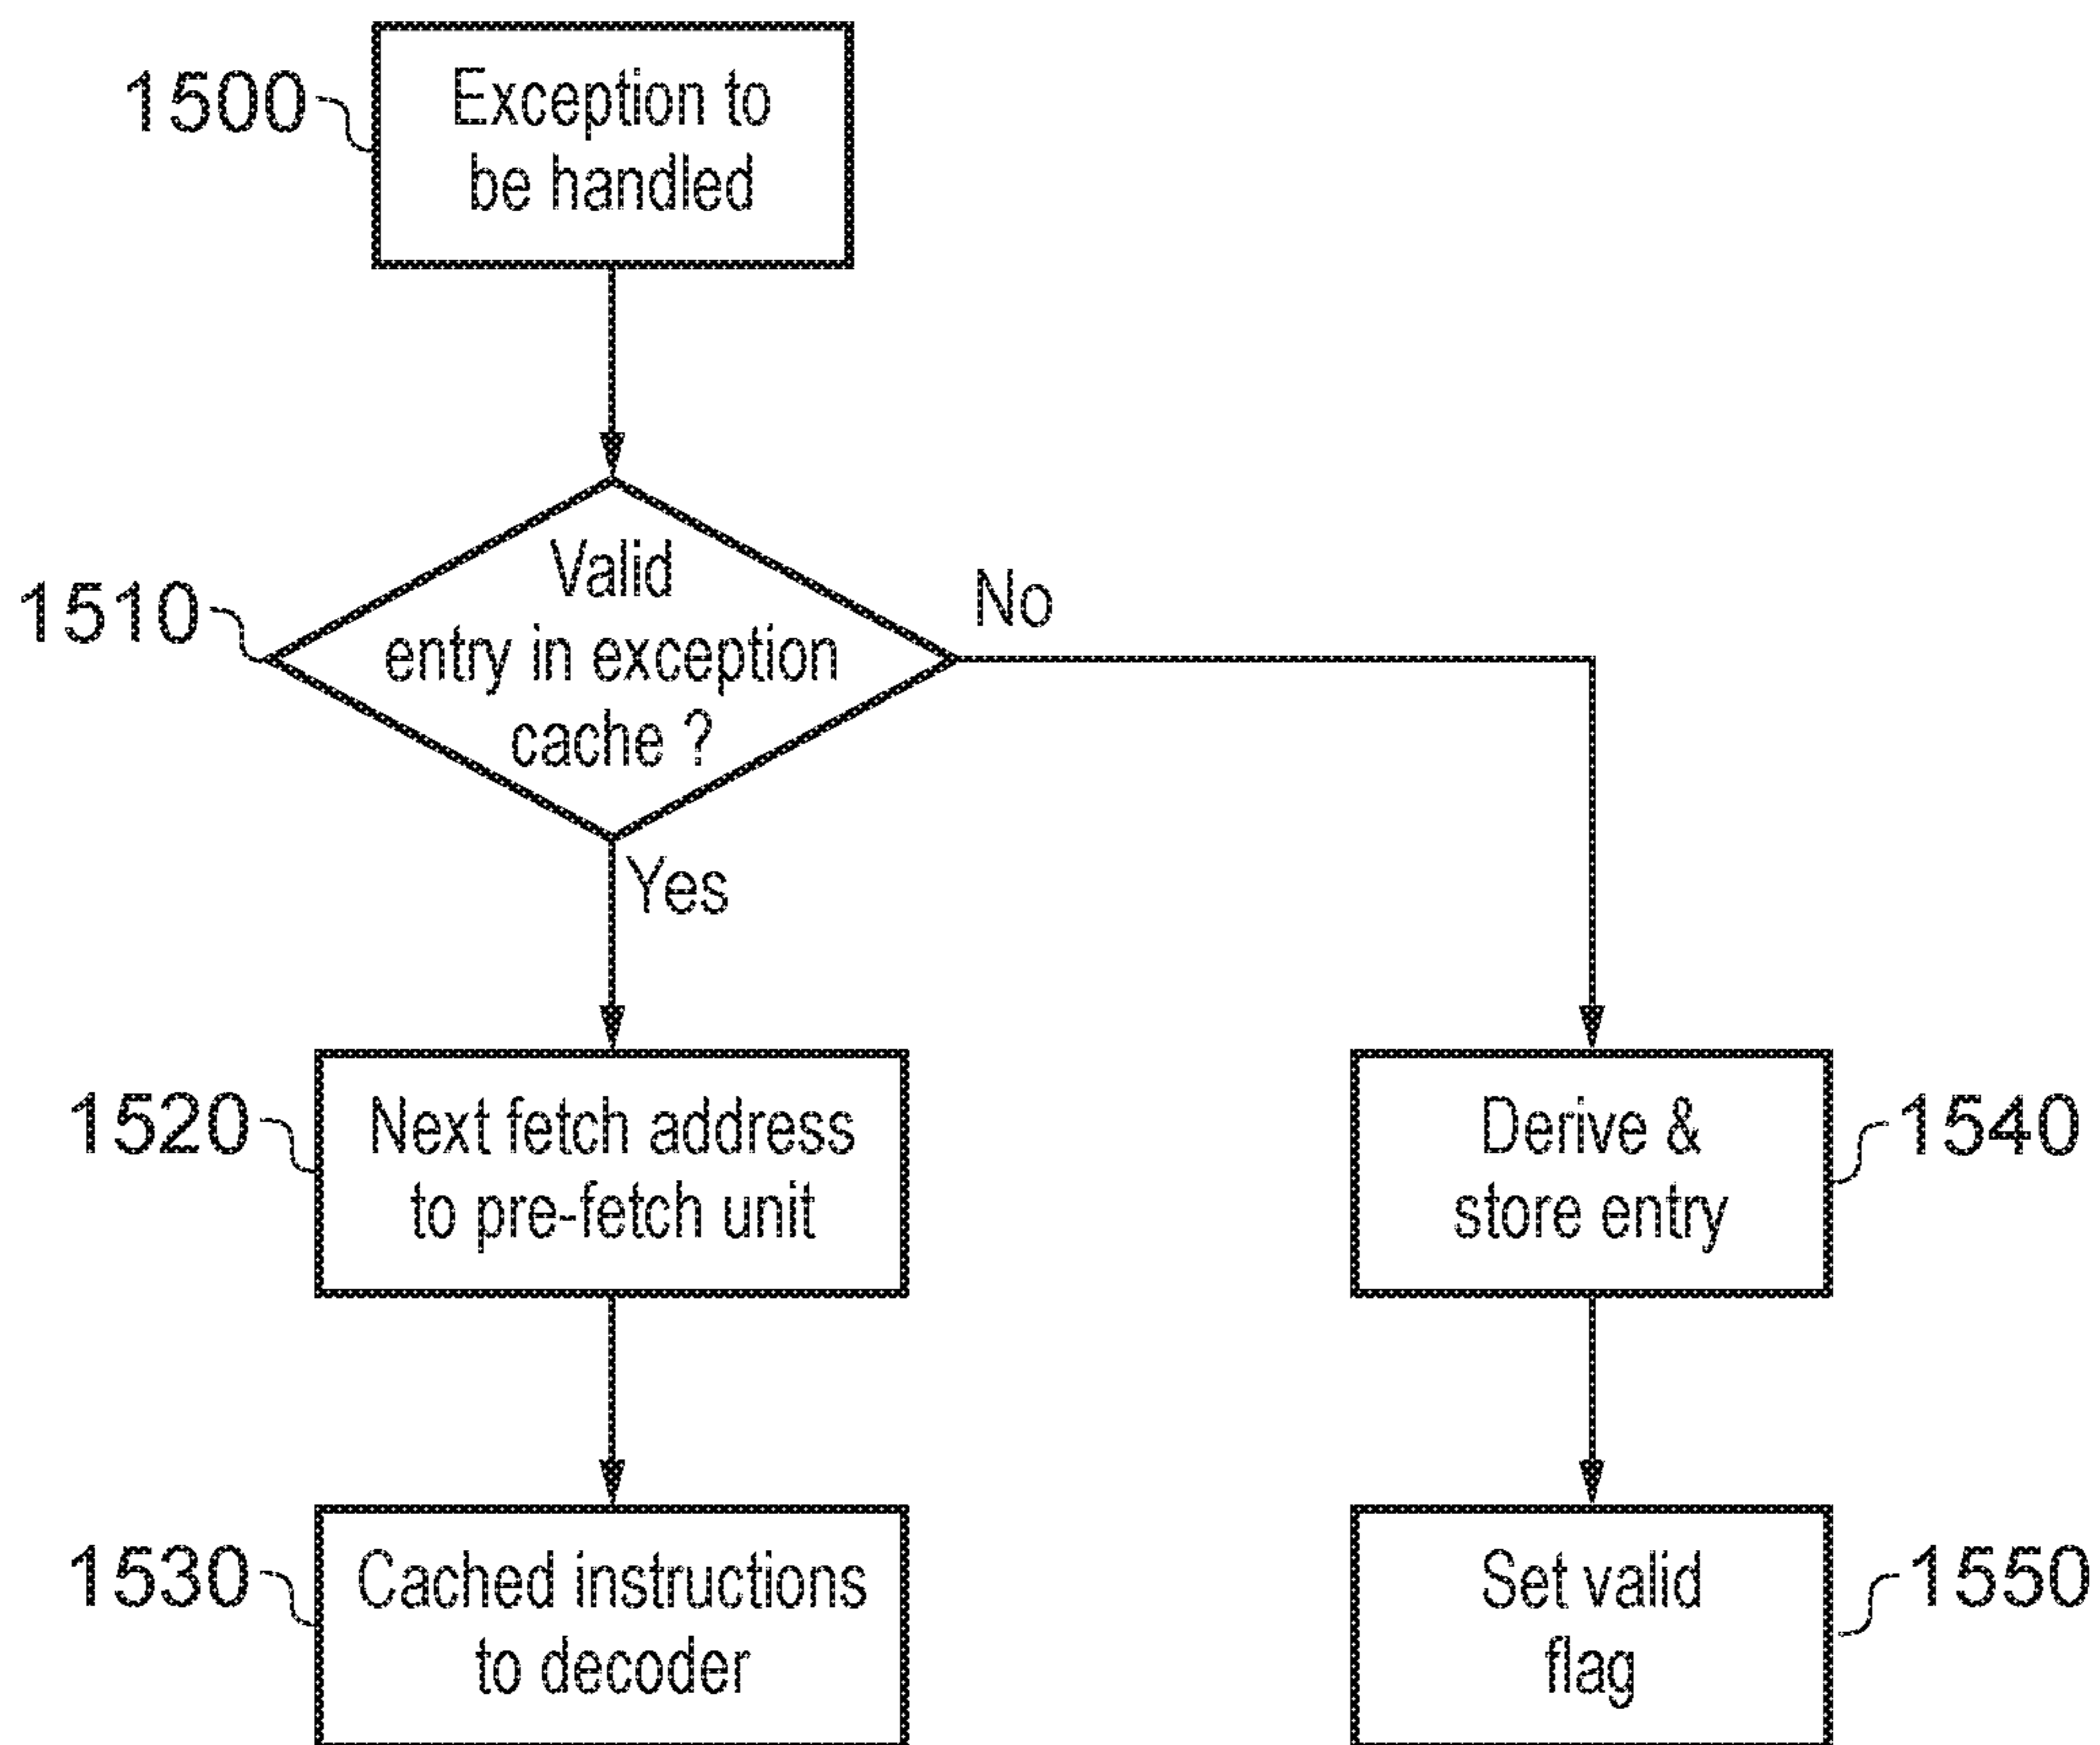 1500
Exception to
be handled
1510
Valid
entry in exception
cache ?
No
Yes
1520
Next fetch address
to pre-fetch unit
Derive &
store entry
1540
1530
Cached instructions
to decoder
Set valid
flag
1550